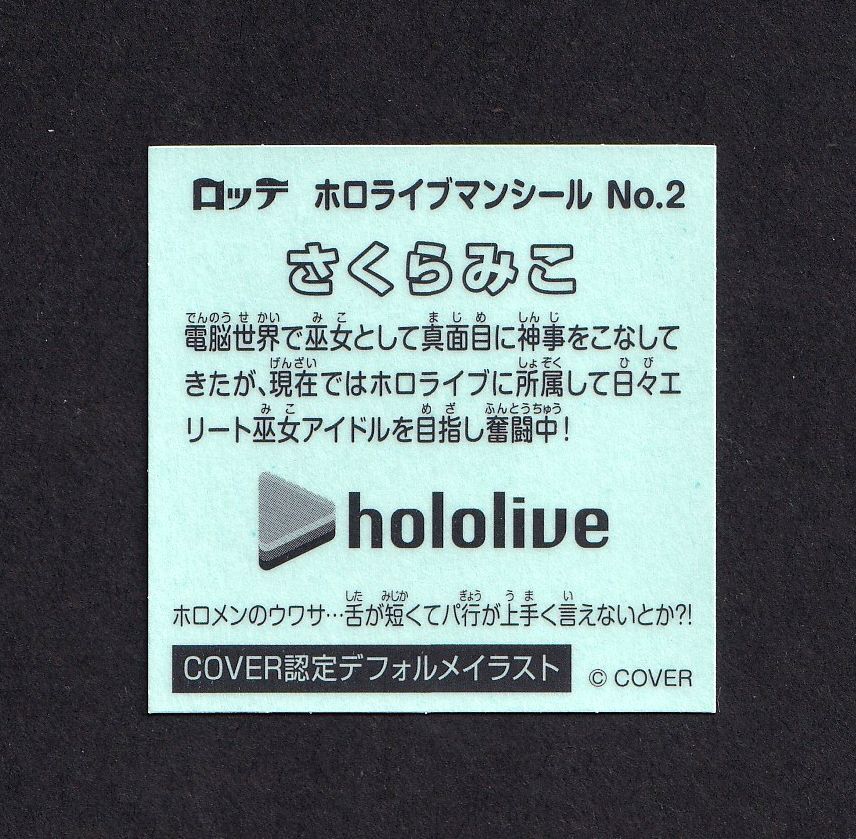 ロッテ ホロライブマンシール No.2
さくらみこ
電脳世界で巫女として真面目に神事をこなして
きたが、現在ではホロライブに所属して日々エ
リート巫女アイドルを目指し奮闘中!
hololive
ホロメンのウワサ…舌が短くてパ行が上手く言えないとか?!
COVER認定デフォルメイラスト © COVER